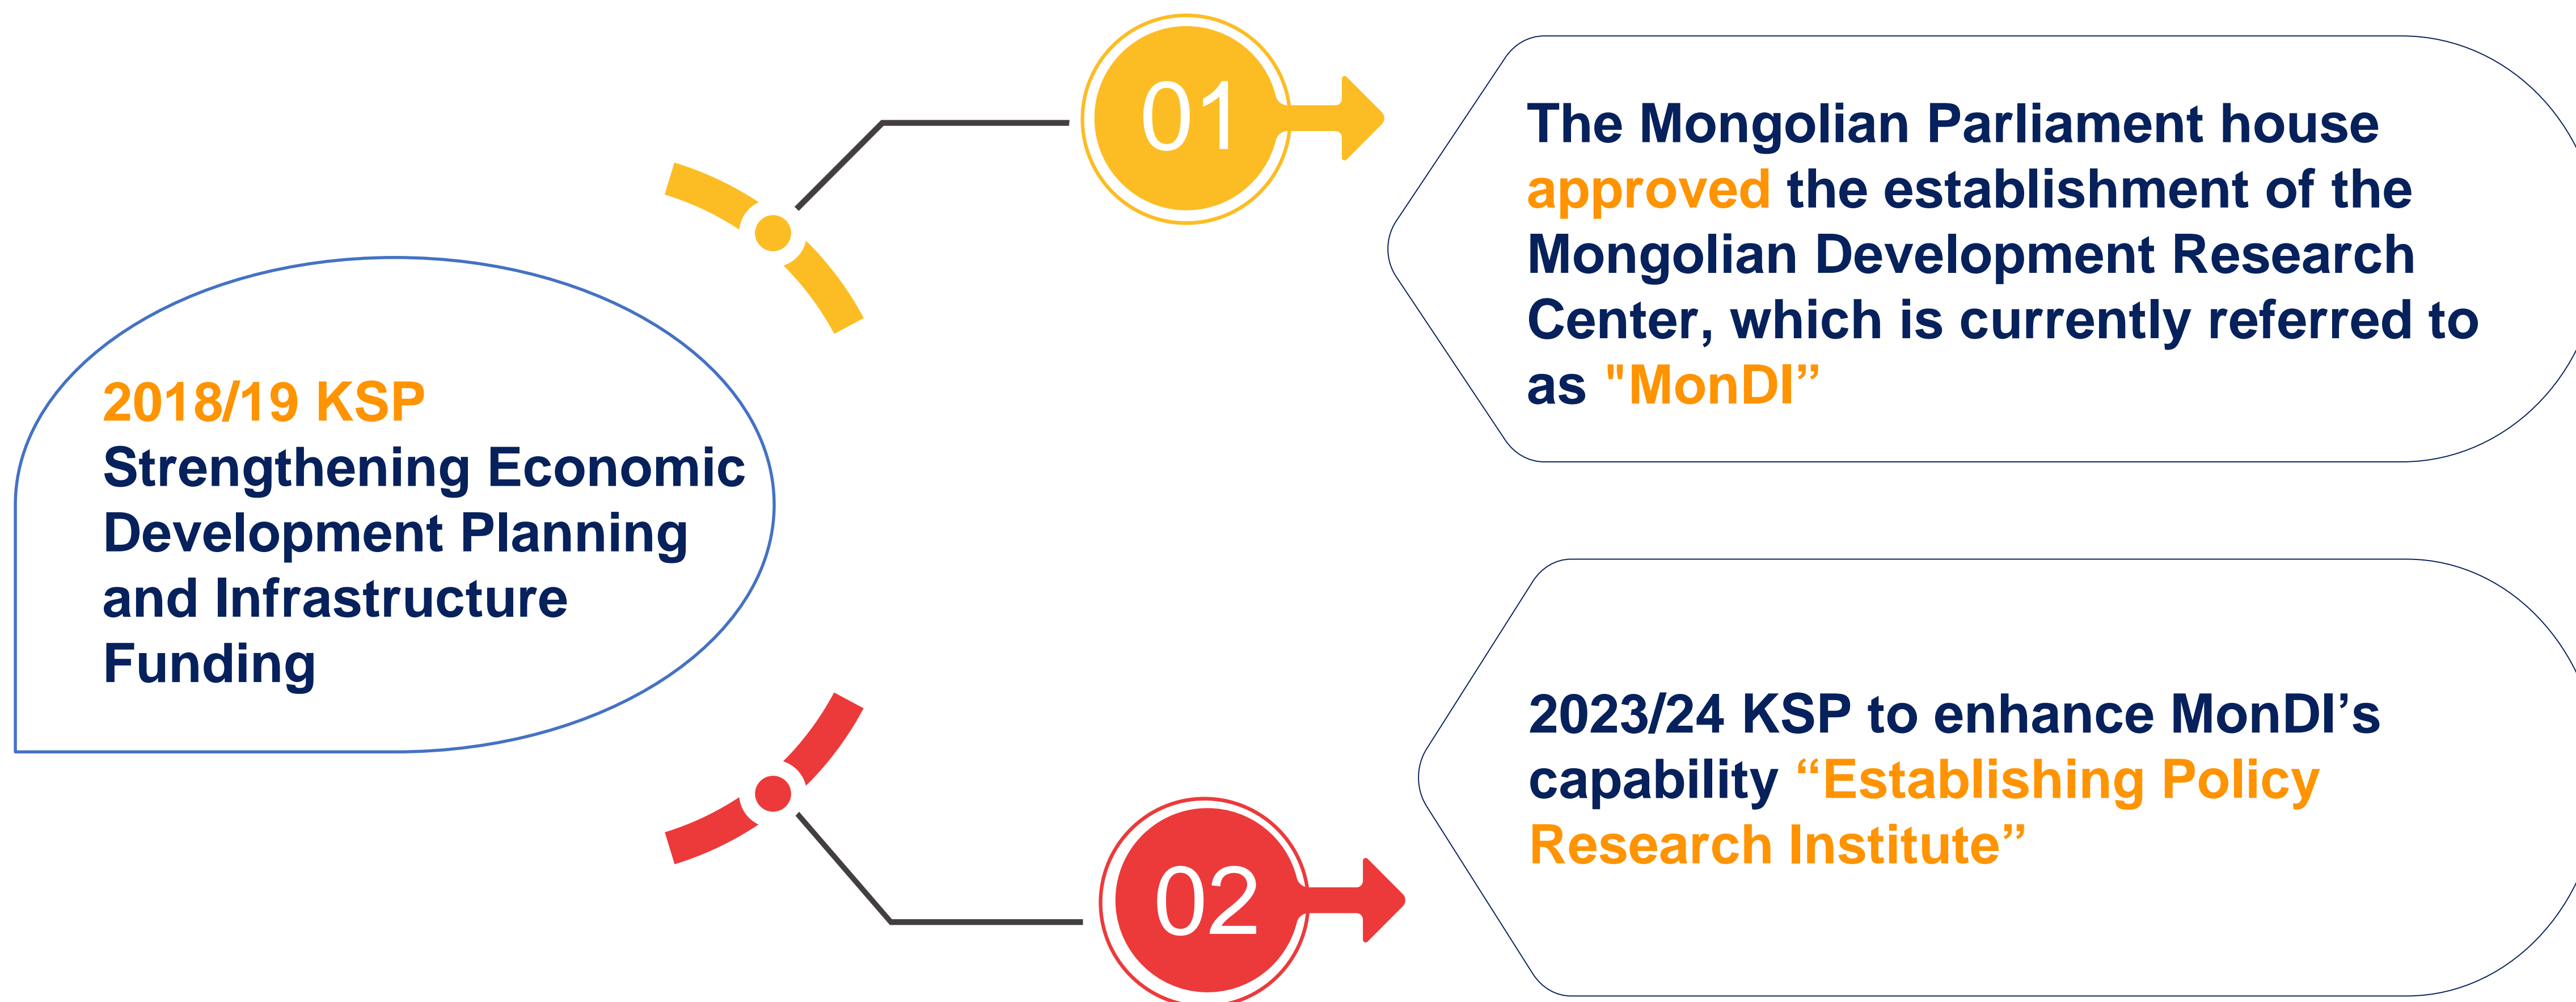 2018/19 KSP
Strengthening Economic
Development Planning
and Infrastructure
Funding
01
The Mongolian Parliament house
approved the establishment of the
Mongolian Development Research
Center, which is currently referred to
as "MonDI”
02
2023/24 KSP to enhance MonDI’s
capability “Establishing Policy
Research Institute”